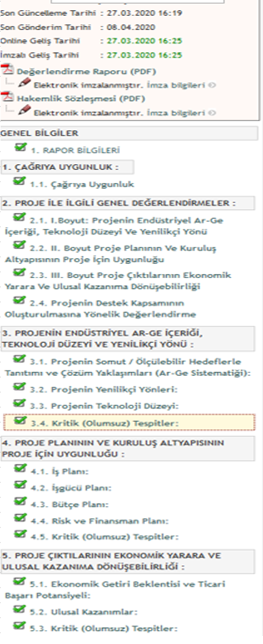 Son Güncelleme Tarihi : 27.03.2020 16:19
Son Gönderim Tarihi : 08.04.2020
Online Geliş Tarihi : 27.03.2020 16:25
İmzalı Geliş Tarihi : 27.03.2020 16:25
Değerlendirme Raporu (PDF)
Elektronik imzalanmıştır. İmza bilgileri
Hakemlik Sözleşmesi (PDF)
Elektronik imzalanmıştır. İmza bilgileri
GENEL BİLGİLER
1. RAPOR BİLGİLERİ
1. ÇAĞRIYA UYGUNLUK :
1.1. Çağrıya Uygunluk
2. PROJE İLE İLGİLİ GENEL DEĞERLENDİRMELER :
2.1. I.Boyut: Projenin Endüstriyel Ar-Ge
İçeriği, Teknoloji Düzeyi Ve Yenilikçi Yönü
2.2. II. Boyut Proje Planının Ve Kuruluş
Altyapısının Proje İçin Uygunluğu
2.3. III. Boyut Proje Çıktılarının Ekonomik
Yarara Ve Ulusal Kazanıma Dönüşebilirliği
2.4. Projenin Destek Kapsamının
Oluşturulmasına Yönelik Değerlendirme
3. PROJENİN ENDÜSTRİYEL AR-GE İÇERİĞİ,
TEKNOLOJİ DÜZEYİ VE YENİLİKÇİ YÖNÜ :
3.1. Projenin Somut / Ölçülebilir Hedeflerle
Tanıtımı ve Çözüm Yaklaşımları (Ar-Ge Sistematiği):
3.2. Projenin Yenilikçi Yönleri:
3.3. Projenin Teknoloji Düzeyi:
3.4. Kritik (Olumsuz) Tespitler:
4. PROJE PLANININ VE KURULUŞ ALTYAPISININ
PROJE İÇİN UYGUNLUĞU :
4.1. İş Planı:
4.2. İşgücü Planı:
4.3. Bütçe Planı:
4.4. Risk ve Finansman Planı:
4.5. Kritik (Olumsuz) Tespitler:
5. PROJE ÇIKTILARININ EKONOMİK YARARA VE
ULUSAL KAZANIMA DÖNÜŞEBİLİRLİĞİ :
5.1. Ekonomik Getiri Beklentisi ve Ticari
Başarı Potansiyeli:
5.2. Ulusal Kazanımlar:
5.3. Kritik (Olumsuz) Tespitler: